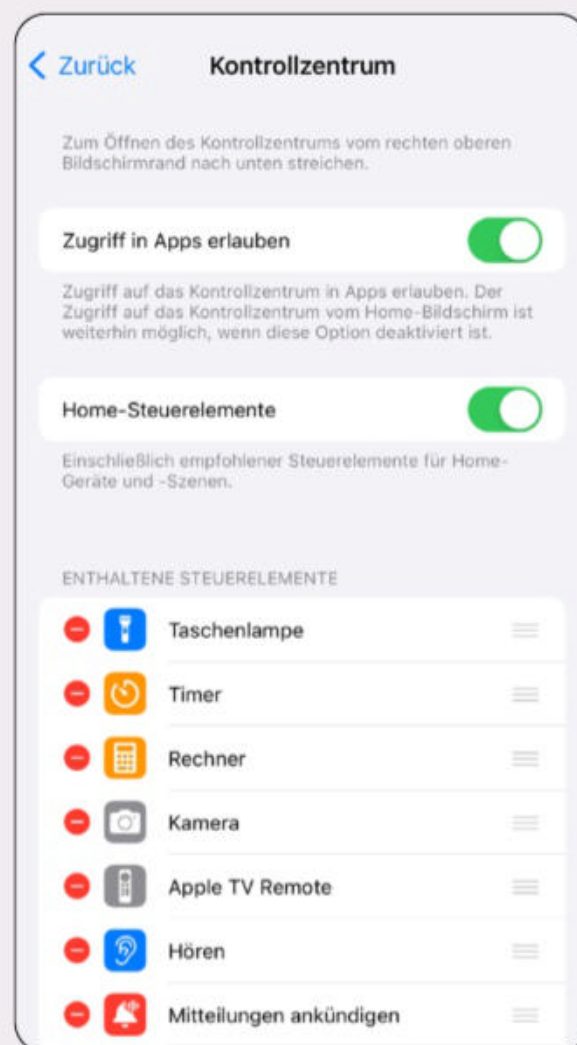 Zurück
Kontrollzentrum
Zum Öffnen des Kontrollzentrums vom rechten oberen
Bildschirmrand nach unten streichen.
Zugriff in Apps erlauben
Zugriff auf das Kontrollzentrum in Apps erlauben. Der
Zugriff auf das Kontrollzentrum vom Home-Bildschirm ist
weiterhin möglich, wenn diese Option deaktiviert ist.
Home-Steuerelemente
Einschließlich empfohlener Steuerelemente für Home-
Geräte und -Szenen.
ENTHALTENE STEUERELEMENTE
Taschenlampe
Timer
Rechner
Kamera
Apple TV Remote
Hören
Mitteilungen ankündigen